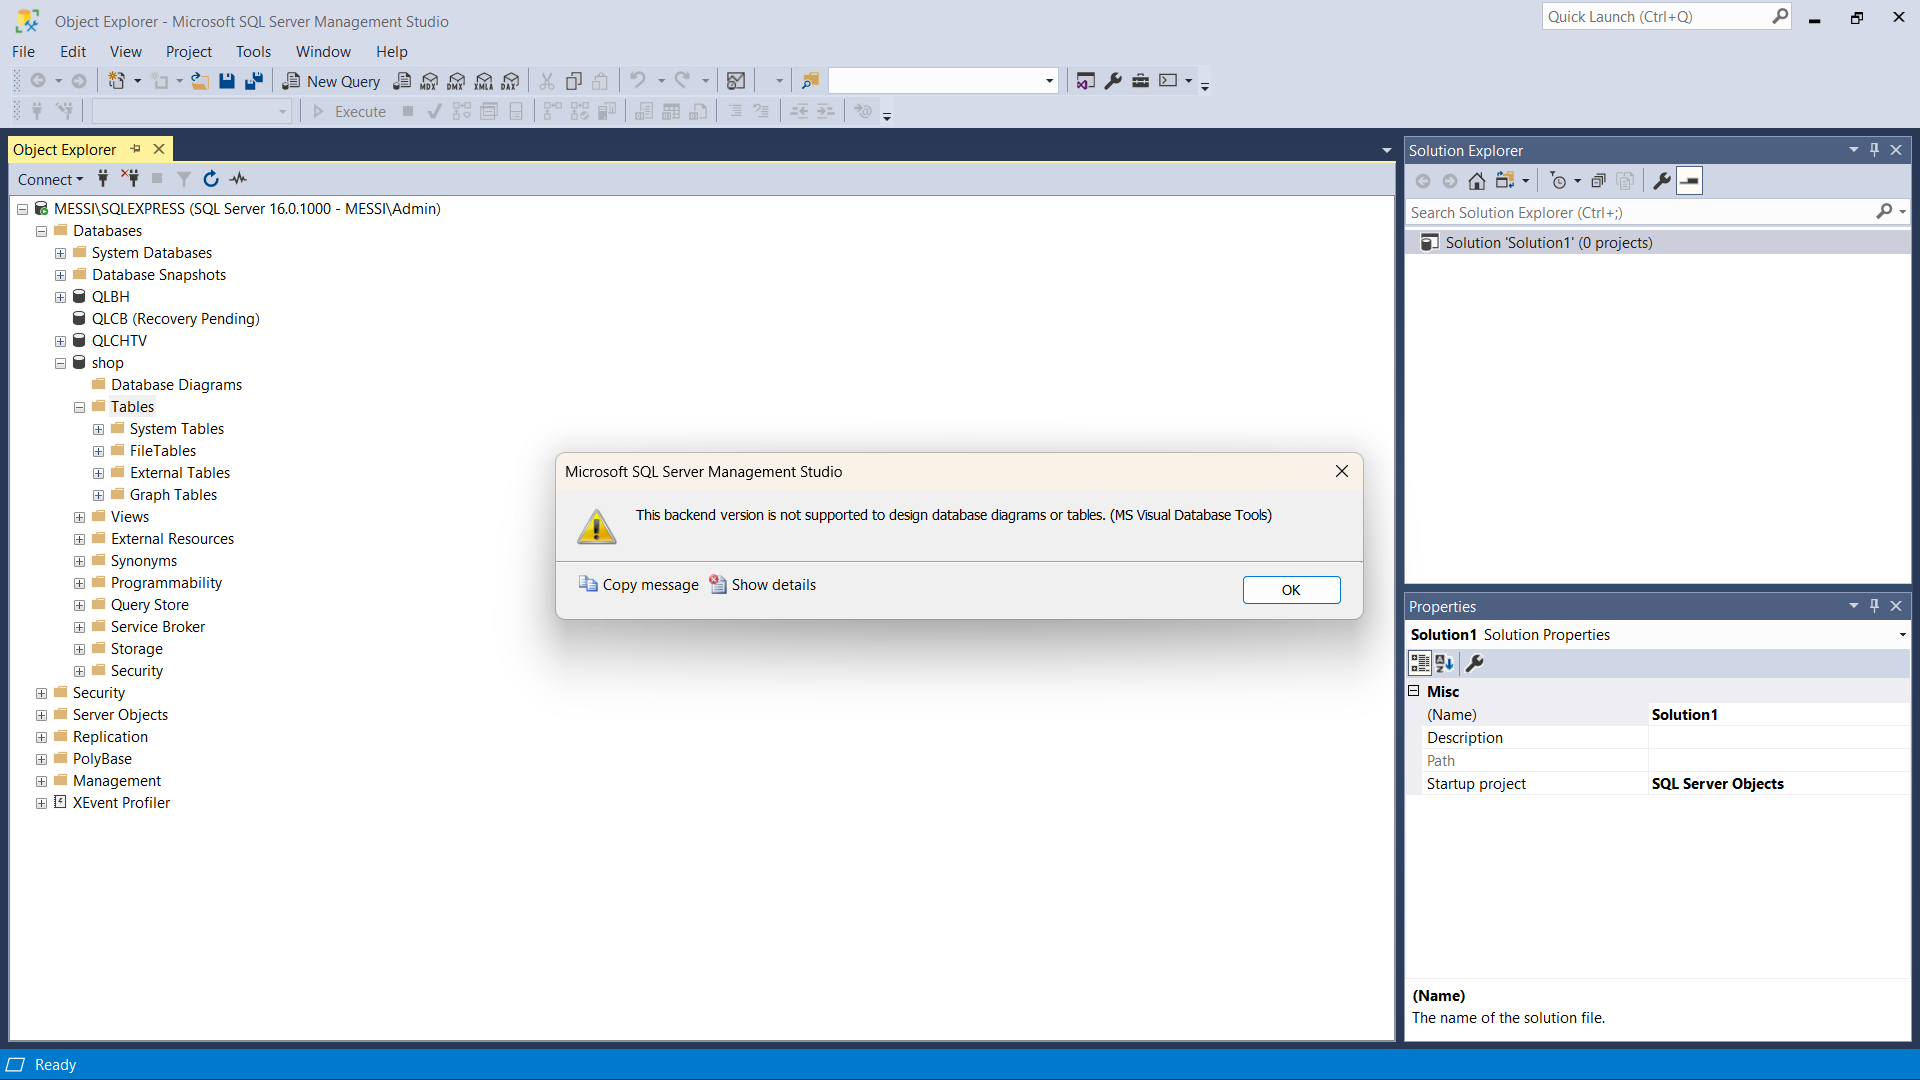 Object Explorer - Microsoft SQL Server Management Studio
Quick Launch (Ctrl+Q)
File Edit View Project Tools Window Help
New Query MDX DMX XMLA DAX
Execute
Object Explorer
Connect
MESSI\SQLEXPRESS (SQL Server 16.0.1000 - MESSI\Admin)
Databases
System Databases
Database Snapshots
QLBH
QLCB (Recovery Pending)
QLCHTV
shop
Database Diagrams
Tables
System Tables
FileTables
External Tables
Graph Tables
Views
External Resources
Synonyms
Programmability
Query Store
Service Broker
Storage
Security
Security
Server Objects
Replication
PolyBase
Management
XEvent Profiler
Microsoft SQL Server Management Studio
This backend version is not supported to design database diagrams or tables. (MS Visual Database Tools)
Copy message Show details
OK
Solution Explorer
Search Solution Explorer (Ctrl+;)
Solution 'Solution1' (0 projects)
Properties
Solution1 Solution Properties
Misc
(Name) Solution1
Description
Path
Startup project SQL Server Objects
(Name)
The name of the solution file.
Ready